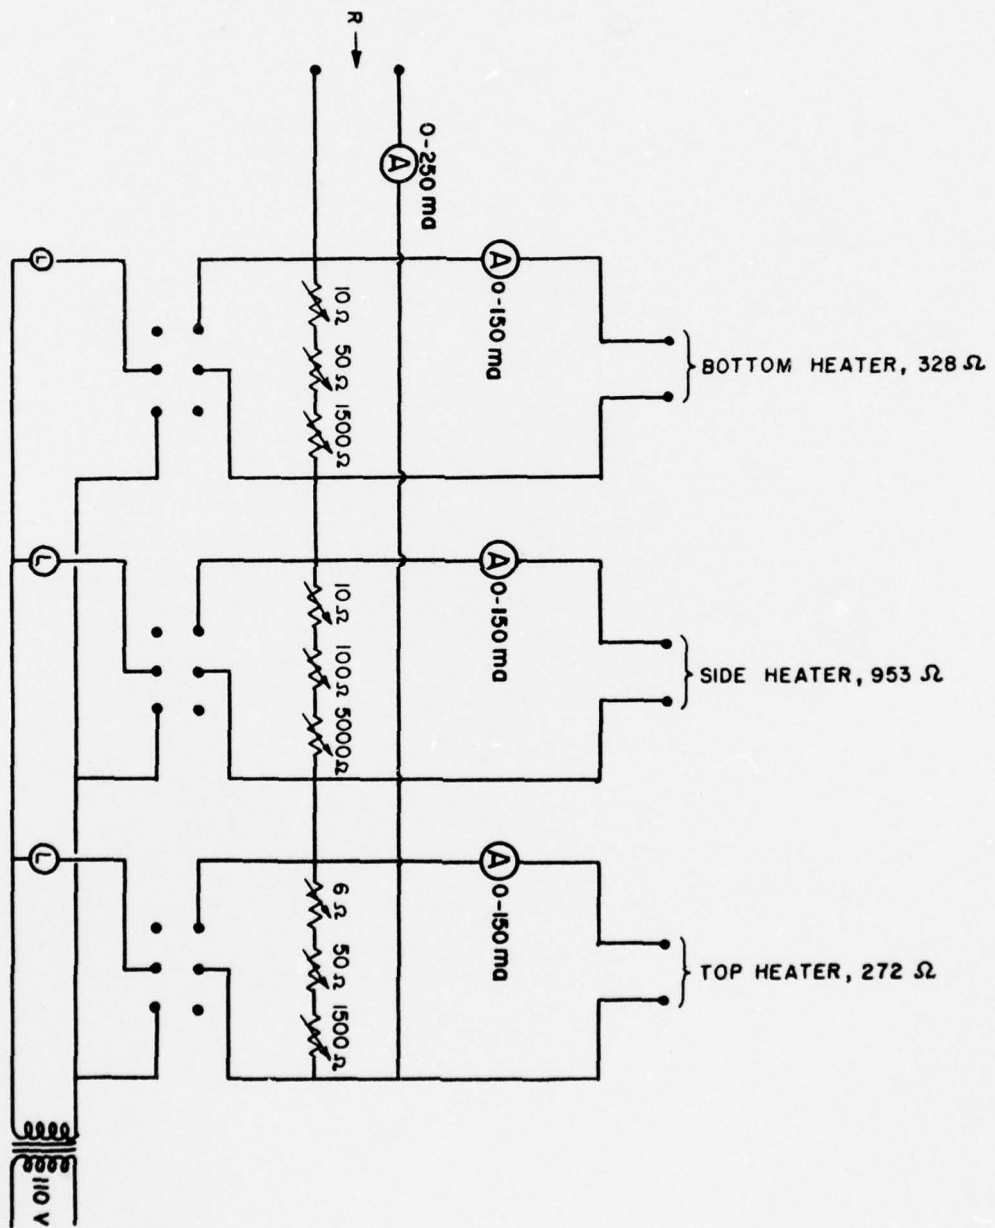 R
0-250 ma
A
A 0-150 ma
BOTTOM HEATER, 328 Ω
L
10 Ω
50 Ω
1500 Ω
A 0-150 ma
SIDE HEATER, 953 Ω
L
10 Ω
100 Ω
5000 Ω
A 0-150 ma
TOP HEATER, 272 Ω
L
6 Ω
50 Ω
1500 Ω
110 V